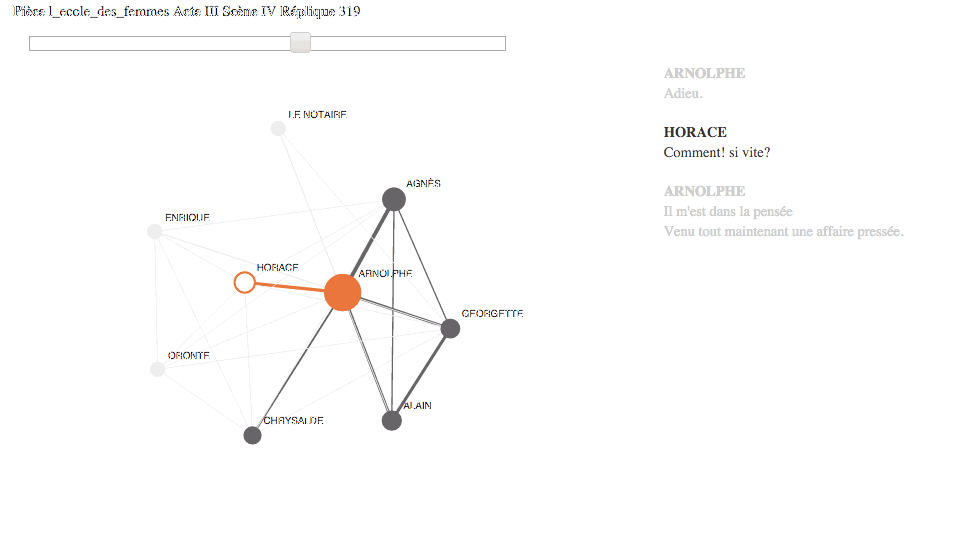 Pièce l_ecole_des_femmes Acte III Scène IV Réplique 319
ARNOLPHE
Adieu.
HORACE
Comment! si vite?
ARNOLPHE
Il m'est dans la pensée
Venu tout maintenant une affaire pressée.
LE NOTAIRE
AGNÈS
ENRIQUE
HORACE
ARNOLPHE
GEORGETTE
ORONTE
ALAIN
CHRYSALDE